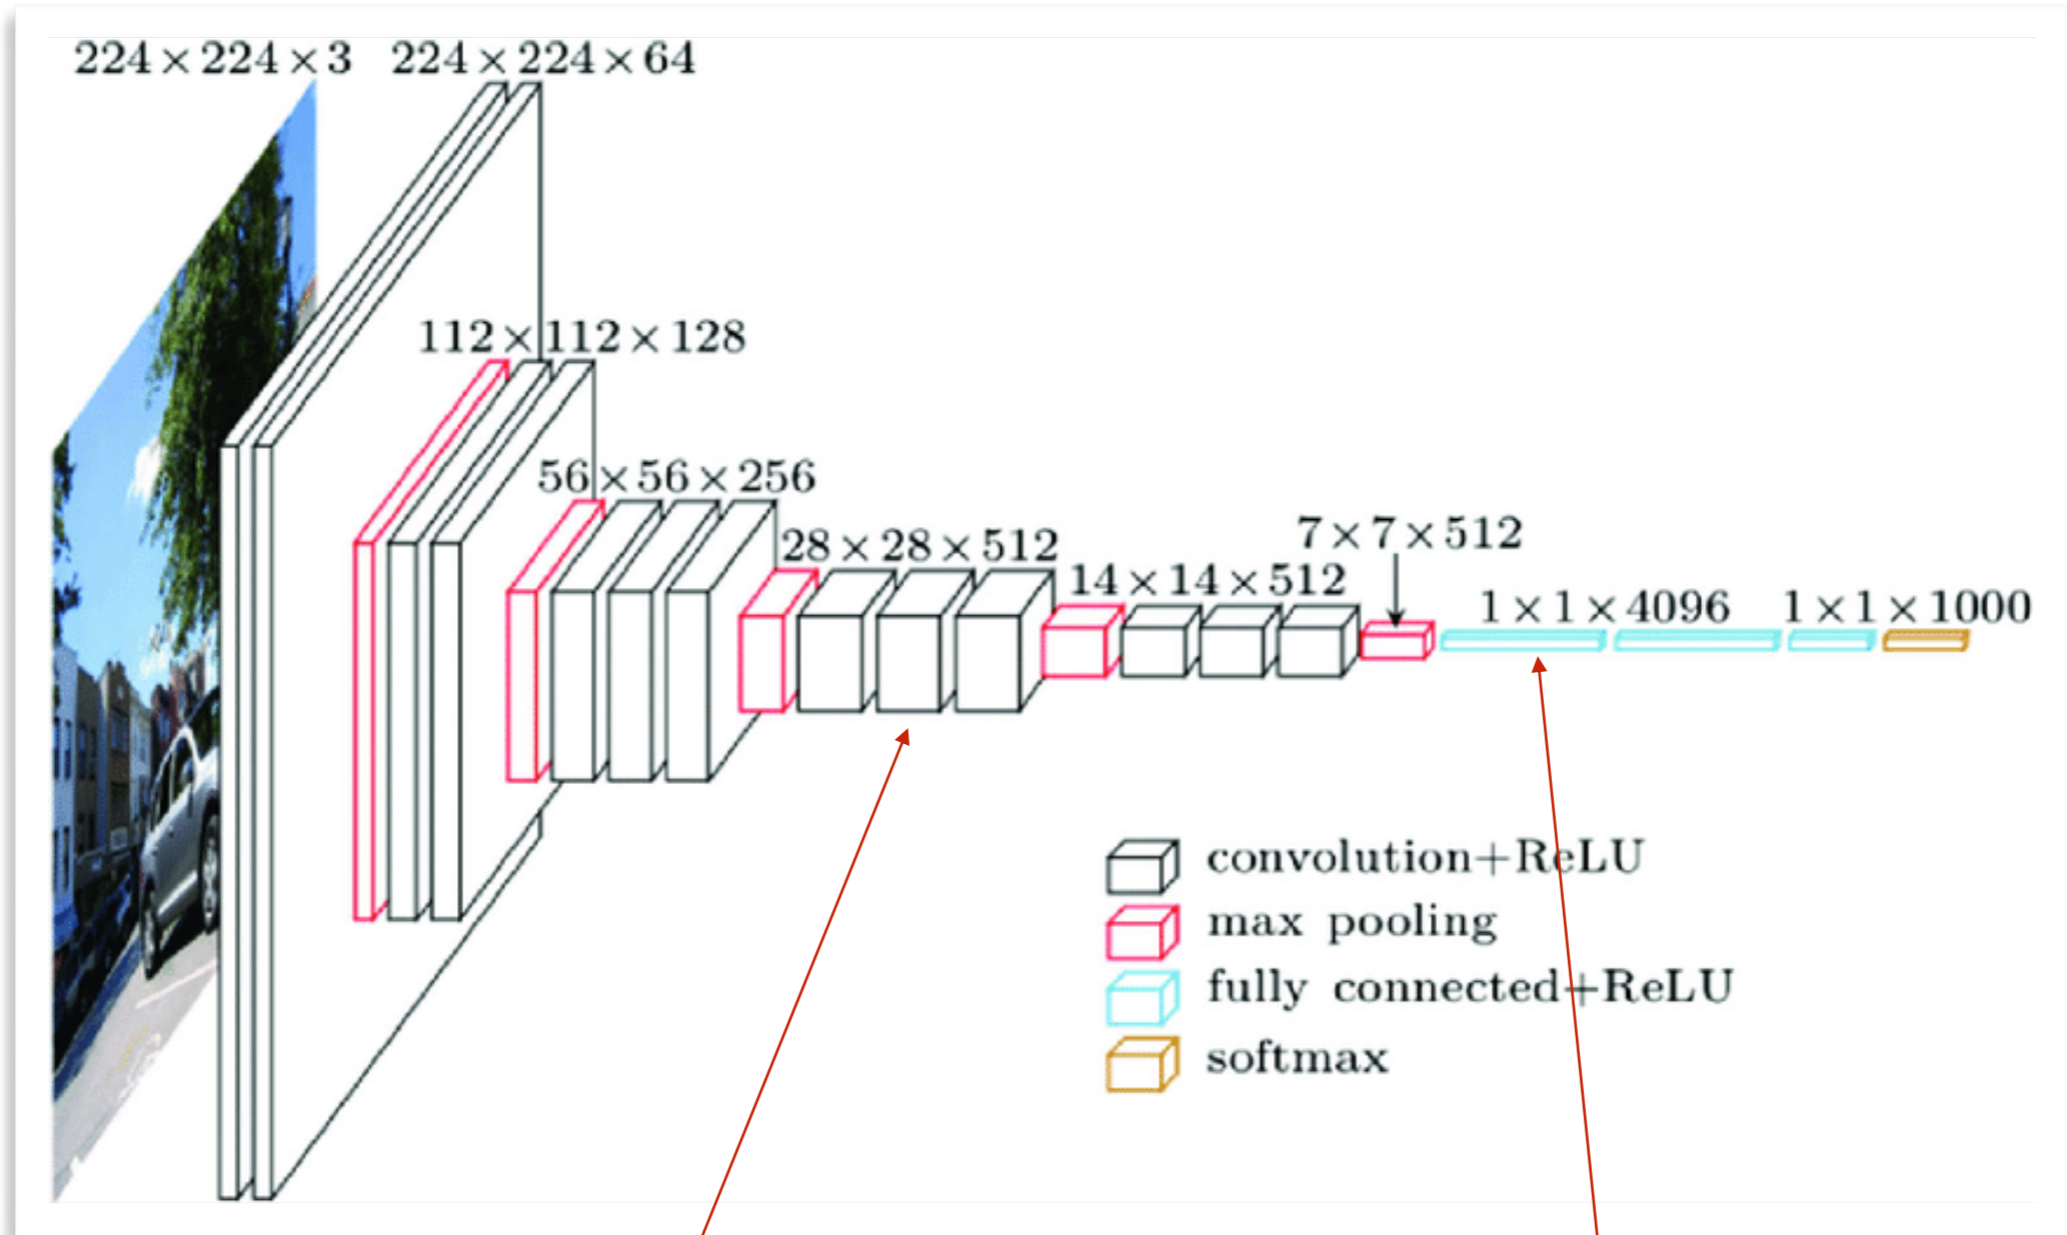 224×224×3
224×224×64
112×112×128
56×56×256
28×28×512
14×14×512
7×7×512
1×1×4096
1×1×1000
convolution+ReLU
max pooling
fully connected+ReLU
softmax